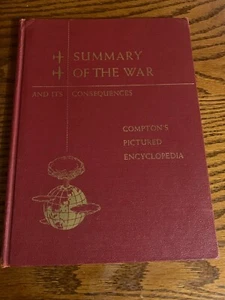 SUMMARY
OF THE WAR
AND ITS CONSEQUENCES
COMPTON'S
PICTURED
ENCYCLOPEDIA